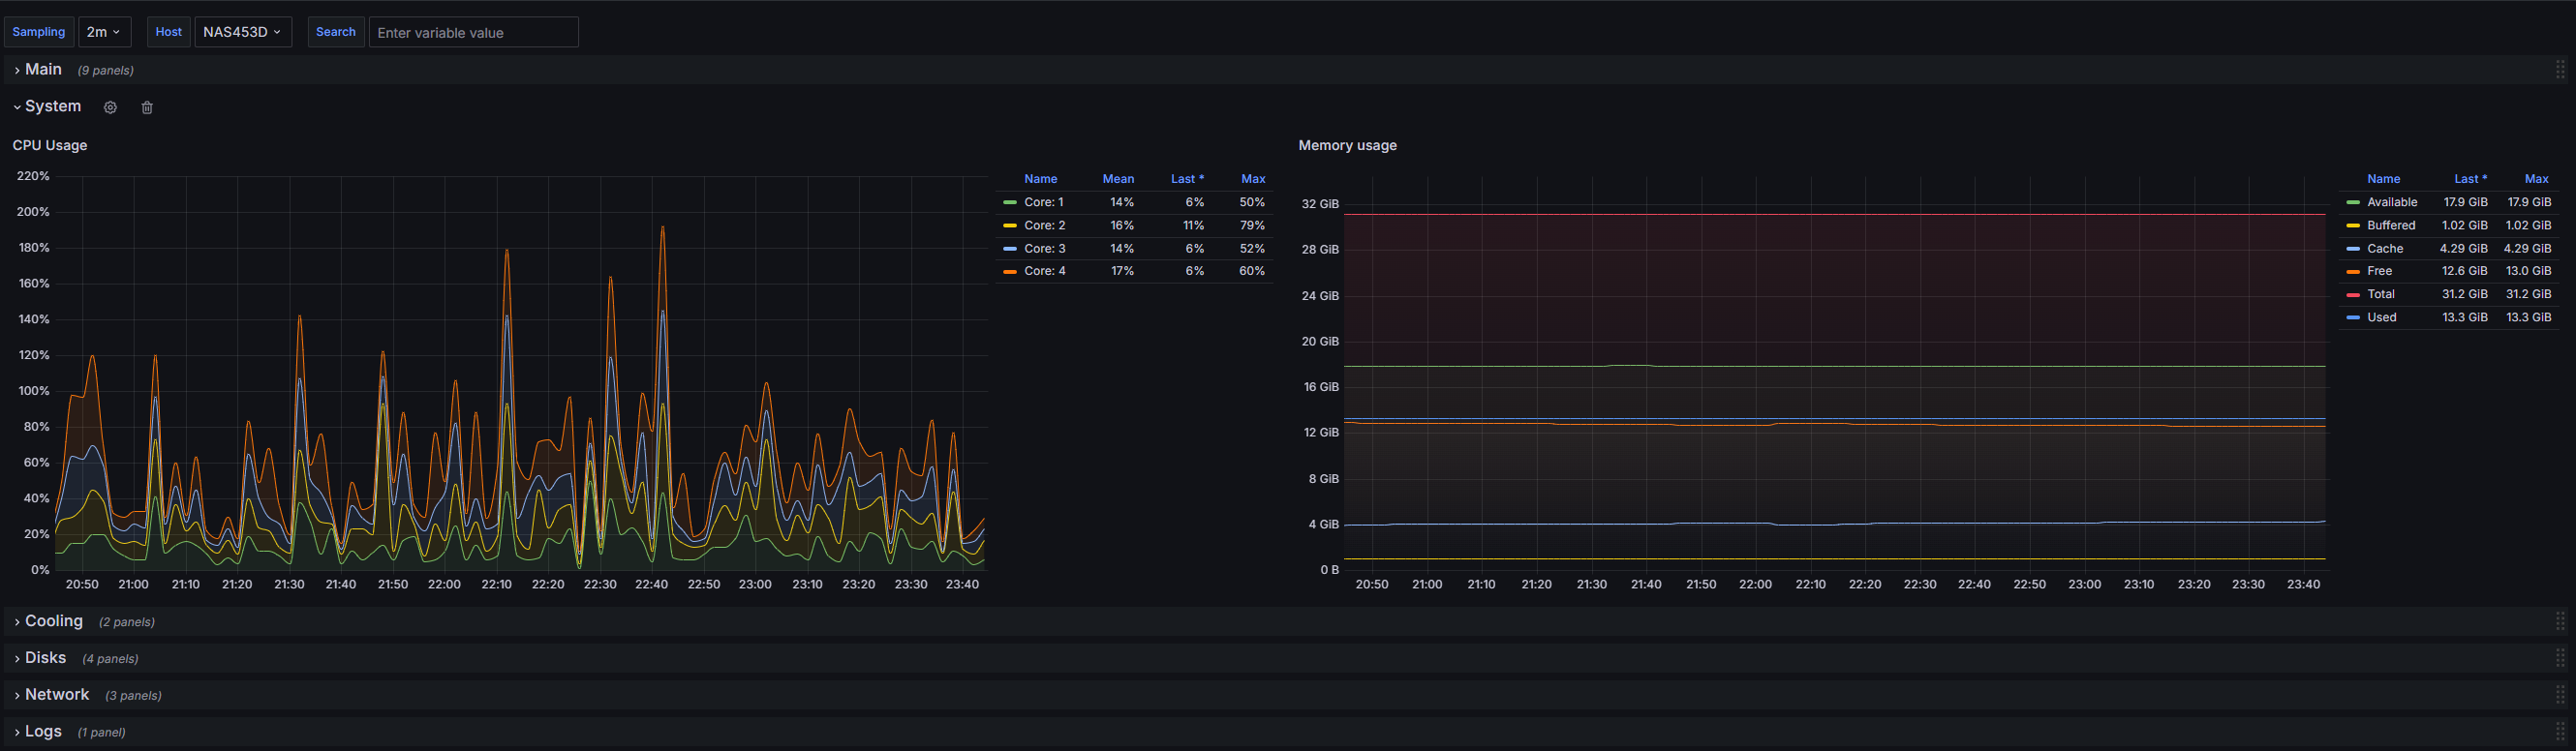 Sampling 2m Host NAS453D Search Enter variable value
Main (9 panels)
System
CPU Usage
220%
200%
180%
160%
140%
120%
100%
80%
60%
40%
20%
0%
20:50 21:00 21:10 21:20 21:30 21:40 21:50 22:00 22:10 22:20 22:30 22:40 22:50 23:00 23:10 23:20 23:30 23:40
Name Mean Last * Max
Core: 1 14% 6% 50%
Core: 2 16% 11% 79%
Core: 3 14% 6% 52%
Core: 4 17% 6% 60%
Memory usage
32 GiB
28 GiB
24 GiB
20 GiB
16 GiB
12 GiB
8 GiB
4 GiB
0 B
20:50 21:00 21:10 21:20 21:30 21:40 21:50 22:00 22:10 22:20 22:30 22:40 22:50 23:00 23:10 23:20 23:30 23:40
Name Last * Max
Available 17.9 GiB 17.9 GiB
Buffered 1.02 GiB 1.02 GiB
Cache 4.29 GiB 4.29 GiB
Free 12.6 GiB 13.0 GiB
Total 31.2 GiB 31.2 GiB
Used 13.3 GiB 13.3 GiB
Cooling (2 panels)
Disks (4 panels)
Network (3 panels)
Logs (1 panel)